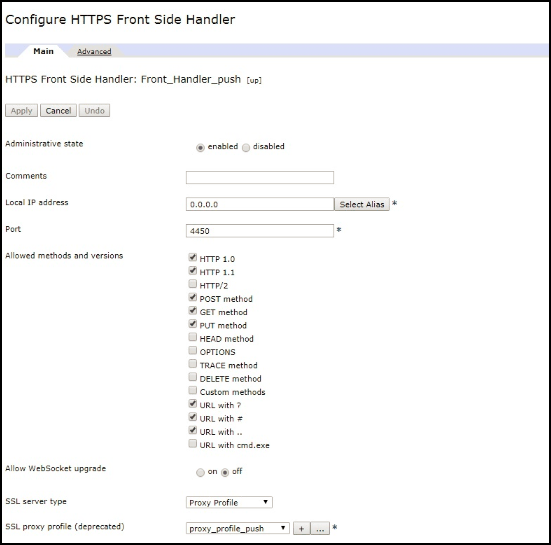 Configure HTTPS Front Side Handler
Main Advanced
HTTPS Front Side Handler: Front_Handler_push [up]
Apply Cancel Undo
Administrative state enabled disabled
Comments
Local IP address 0.0.0.0 Select Alias *
Port 4450 *
Allowed methods and versions HTTP 1.0
HTTP 1.1
HTTP/2
POST method
GET method
PUT method
HEAD method
OPTIONS
TRACE method
DELETE method
Custom methods
URL with ?
URL with #
URL with ..
URL with cmd.exe
Allow WebSocket upgrade on off
SSL server type Proxy Profile
SSL proxy profile (deprecated) proxy_profile_push + ... *